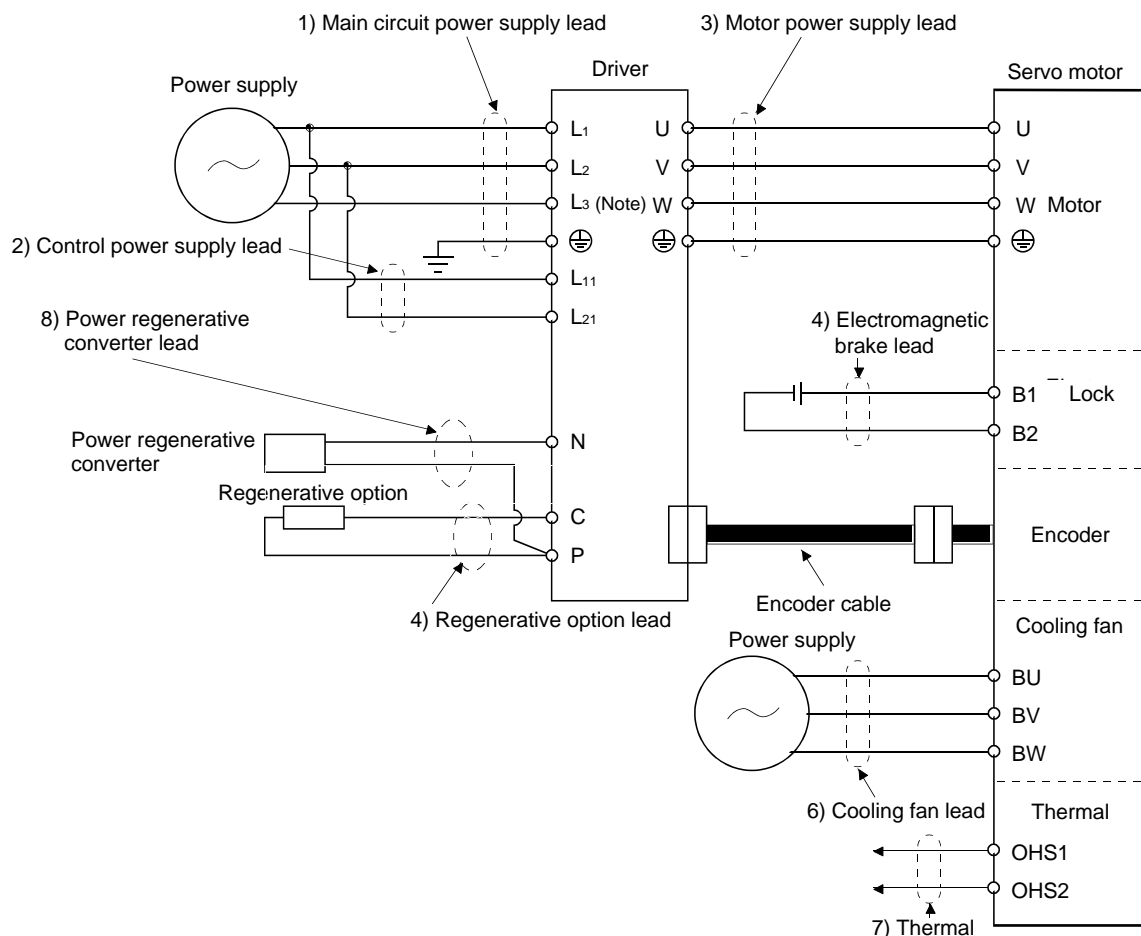 1) Main circuit power supply lead
3) Motor power supply lead
Driver
Servo motor
Power supply
L1
U
U
L2
V
V
L3 (Note)
W
W
Motor
2) Control power supply lead
L11
L21
8) Power regenerative
converter lead
4) Electromagnetic
brake lead
B1
Lock
B2
Power regenerative
converter
N
Regenerative option
C
P
Encoder
Encoder cable
4) Regenerative option lead
Cooling fan
Power supply
BU
BV
BW
6) Cooling fan lead
Thermal
OHS1
OHS2
7) Thermal